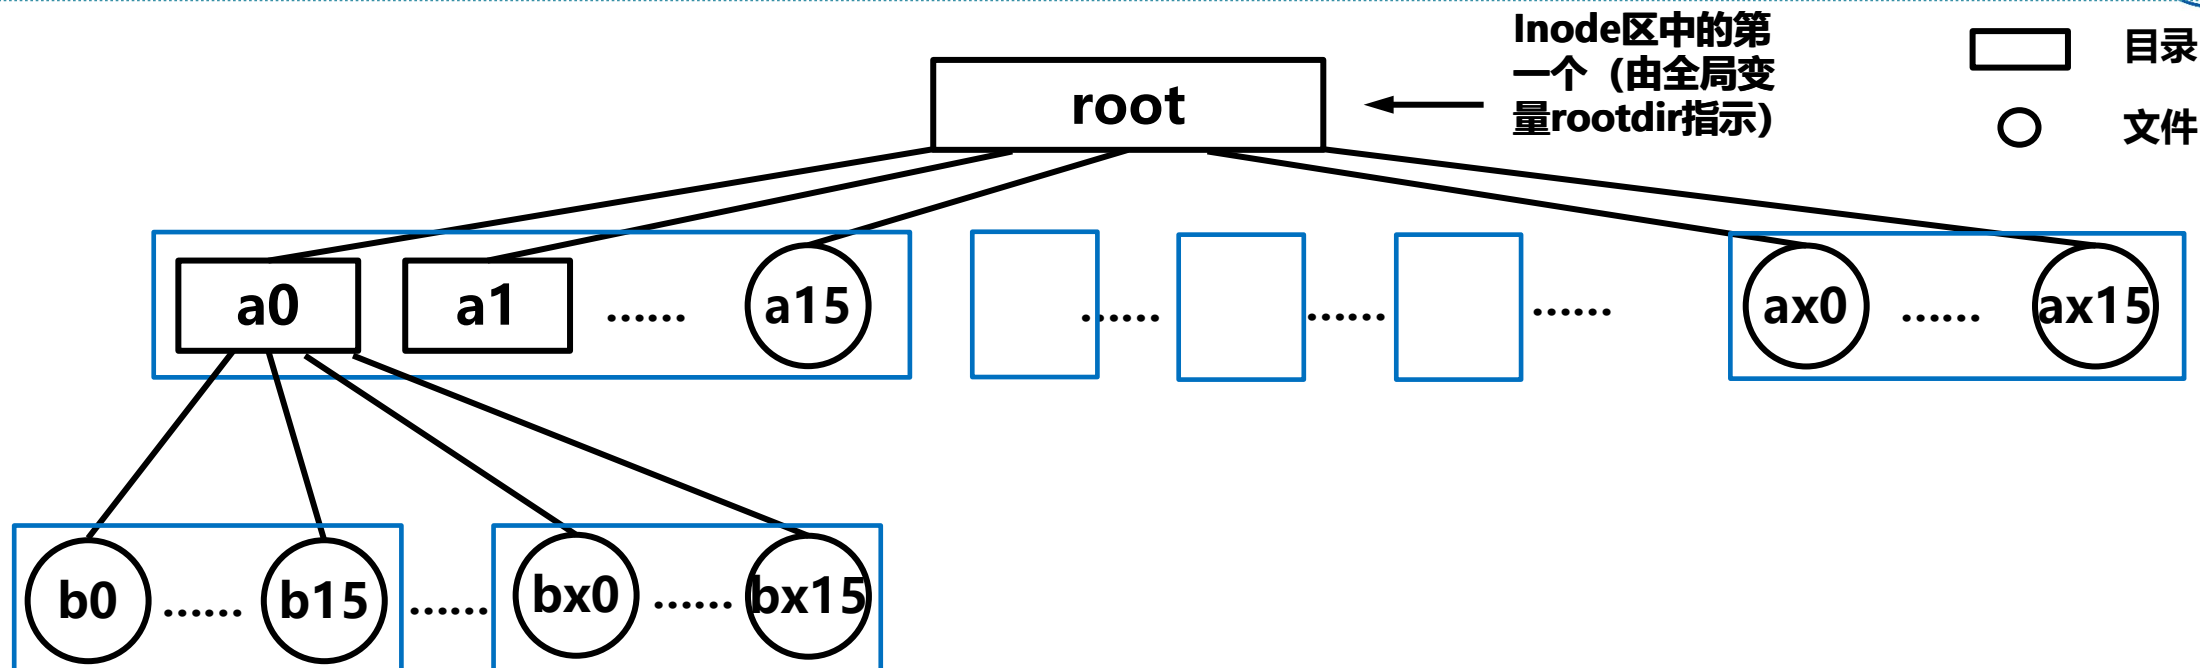 Inode区中的第
一个（由全局变
量rootdir指示）
目录
文件
root
a0
a1
……
a15
……
……
……
ax0
……
ax15
b0
……
b15
……
bx0
……
bx15